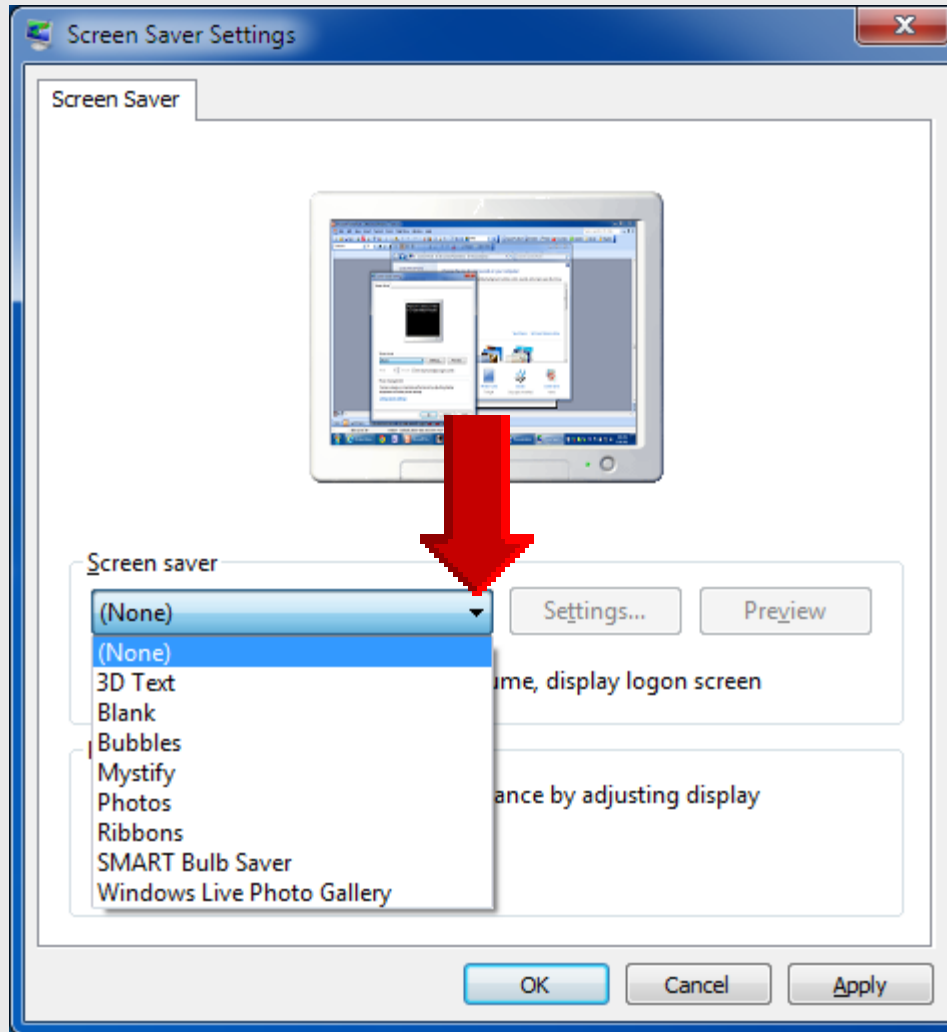 Screen Saver Settings
Screen Saver
Screen saver
(None)
Settings...
Preview
(None)
3D Text
ume, display logon screen
Blank
Bubbles
Mystify
Photos
ance by adjusting display
Ribbons
SMART Bulb Saver
Windows Live Photo Gallery
OK
Cancel
Apply